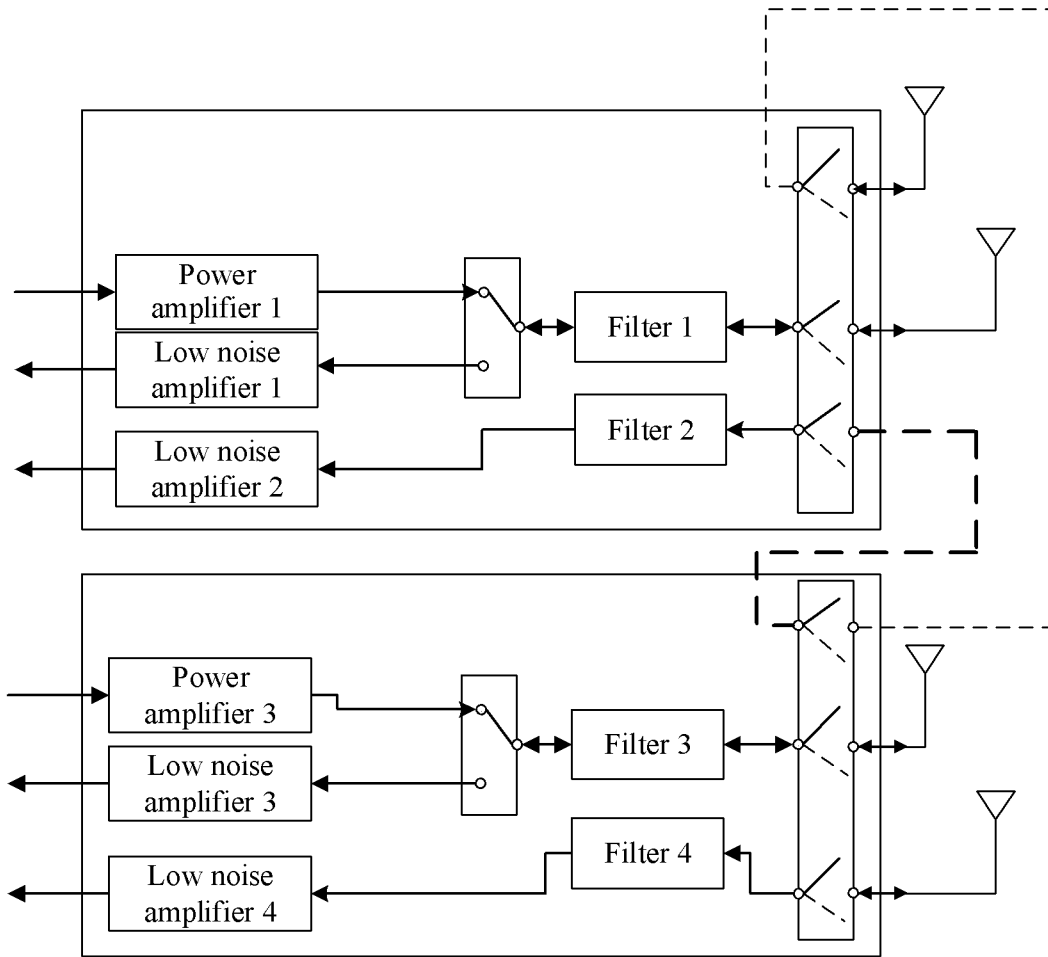 Power
amplifier 1
Low noise
amplifier 1
Filter 1
Filter 2
Low noise
amplifier 2
Power
amplifier 3
Filter 3
Low noise
amplifier 3
Filter 4
Low noise
amplifier 4